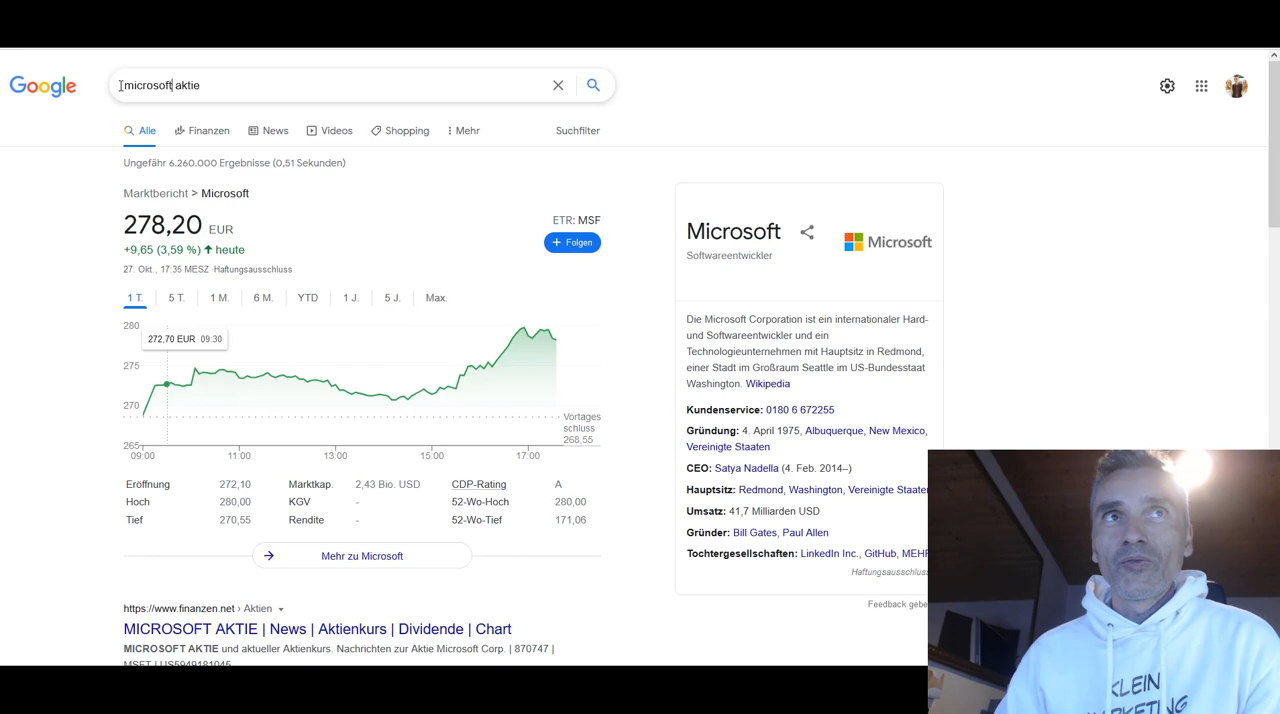 Google
microsoft aktie
Alle Finanzen News Videos Shopping Mehr Suchfilter
Ungefähr 6.260.000 Ergebnisse (0,51 Sekunden)
Marktbericht > Microsoft
278,20 EUR
ETR: MSF
+9,65 (3,59 %) heute
+ Folgen
27. Okt., 17:35 MESZ ·Haftungsausschluss
1 T. 5 T. 1 M. 6 M. YTD 1 J. 5 J. Max.
280
272,70 EUR 09:30
275
270
Vortages
schluss
268,55
265
09:00 11:00 13:00 15:00 17:00
Eröffnung 272,10 Marktkap. 2,43 Bio. USD CDP-Rating A
Hoch 280,00 KGV - 52-Wo-Hoch 280,00
Tief 270,55 Rendite - 52-Wo-Tief 171,06
Mehr zu Microsoft
https://www.finanzen.net › Aktien
MICROSOFT AKTIE | News | Aktienkurs | Dividende | Chart
MICROSOFT AKTIE und aktueller Aktienkurs. Nachrichten zur Aktie Microsoft Corp. | 870747 |
MSFT | US5949181045
Microsoft
Softwareentwickler
Microsoft
Die Microsoft Corporation ist ein internationaler Hard-
und Softwareentwickler und ein
Technologieunternehmen mit Hauptsitz in Redmond,
einer Stadt im Großraum Seattle im US-Bundesstaat
Washington. Wikipedia
Kundenservice: 0180 6 672255
Gründung: 4. April 1975, Albuquerque, New Mexico,
Vereinigte Staaten
CEO: Satya Nadella (4. Feb. 2014–)
Hauptsitz: Redmond, Washington, Vereinigte Staaten
Umsatz: 41,7 Milliarden USD
Gründer: Bill Gates, Paul Allen
Tochtergesellschaften: LinkedIn Inc., GitHub, MEHR
Haftungsausschluss
Feedback gebe
KLEIN
MARKETING